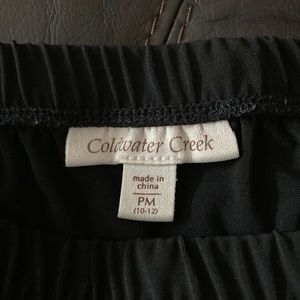 Coldwater Creek
made in
china
PM
(10-12)